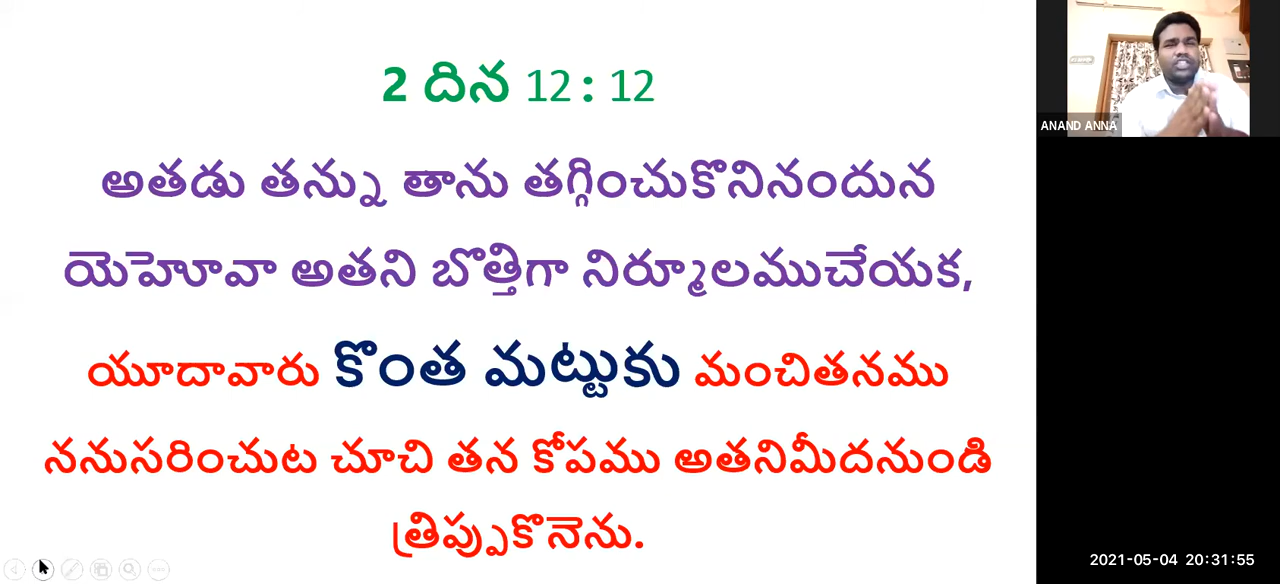 2 దిన 12 : 12
అతడు తన్ను తాను తగ్గించుకొనినందున
యెహోవా అతని బొత్తిగా నిర్మూలముచేయక,
యూదావారు కొంత మట్టుకు మంచితనము
ననుసరించుట చూచి తన కోపము అతనిమీదనుండి
త్రిప్పుకొనెను.
ANAND ANNA
2021-05-04 20:31:55